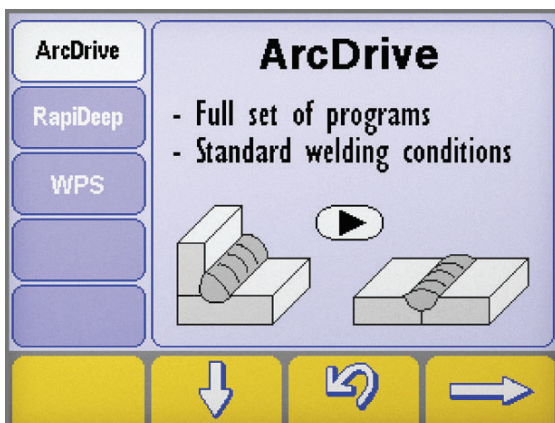 ArcDrive
RapiDeep
WPS
ArcDrive
- Full set of programs
- Standard welding conditions